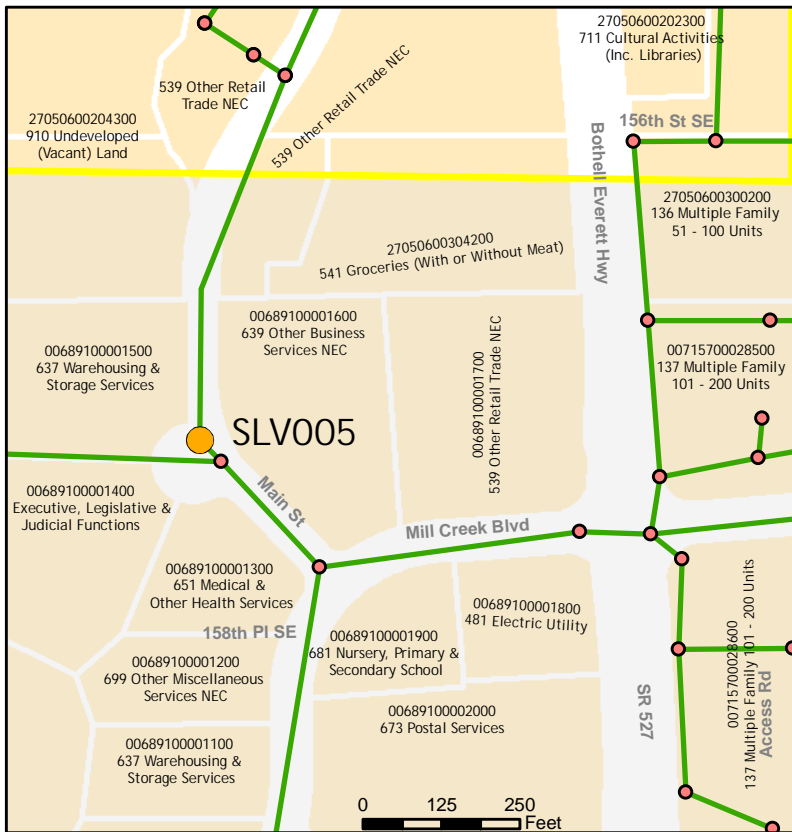 27050600202300
711 Cultural Activities
(Inc. Libraries)
539 Other Retail
Trade NEC
539 Other Retail Trade NEC
27050600204300
910 Undeveloped
(Vacant) Land
156th St SE
Bothell Everett Hwy
27050600300200
136 Multiple Family
51 - 100 Units
27050600304200
541 Groceries (With or Without Meat)
00689100001600
639 Other Business
Services NEC
00689100001500
637 Warehousing &
Storage Services
00689100001700
539 Other Retail Trade NEC
00715700028500
137 Multiple Family
101 - 200 Units
SLV005
Main St
00689100001400
Executive, Legislative &
Judicial Functions
Mill Creek Blvd
00689100001300
651 Medical &
Other Health Services
158th Pl SE
00689100001800
481 Electric Utility
00689100001900
681 Nursery, Primary &
Secondary School
00689100001200
699 Other Miscellaneous
Services NEC
00715700028600
137 Multiple Family 101 - 200 Units
Access Rd
SR 527
00689100002000
673 Postal Services
00689100001100
637 Warehousing &
Storage Services
0 125 250
Feet